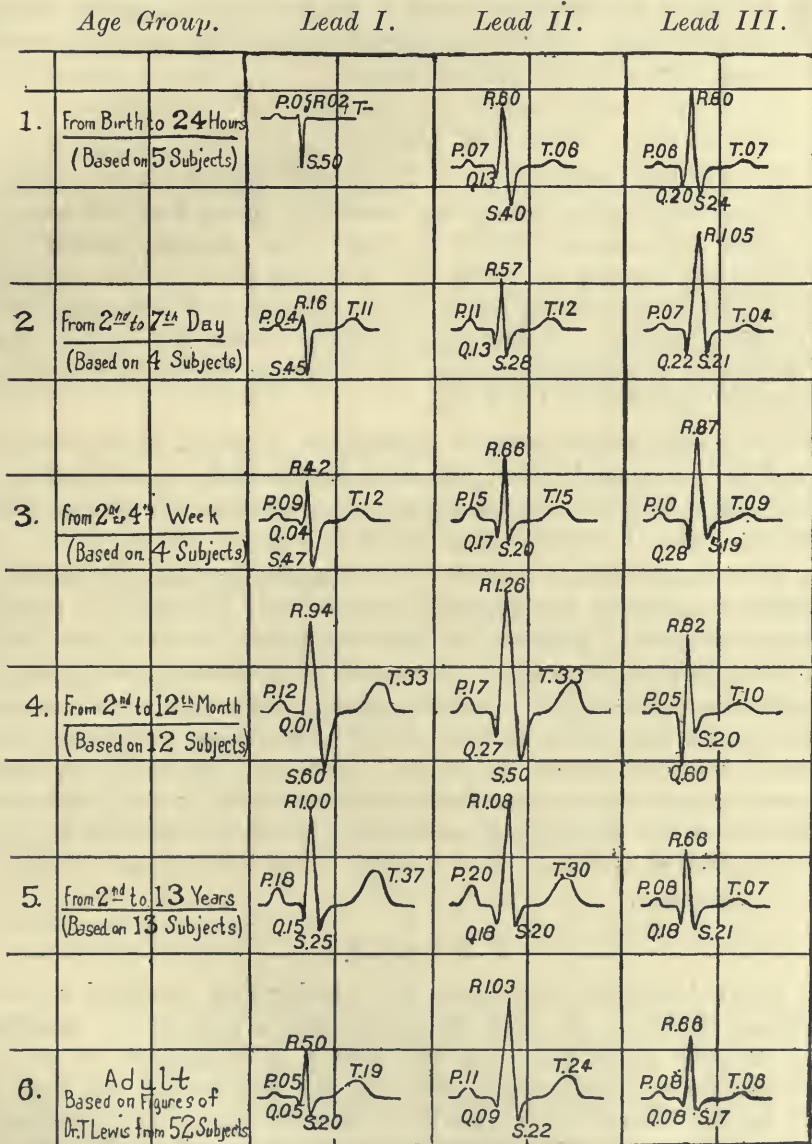 Age Group.
Lead I.
Lead II.
Lead III.
1.
From Birth to 24 Hours
(Based on 5 Subjects)
P.05 R.02 T-
S.50
R.60
P.07
T.06
Q.13
S.40
R.80
P.06
T.07
Q.20
S.24
2
From 2nd to 7th Day
(Based on 4 Subjects)
R.16
P.04
T.11
S.45
R.57
P.11
T.12
Q.13
S.28
R.105
P.07
T.04
Q.22
S.21
3.
From 2nd to 4th Week
(Based on 4 Subjects)
R.42
P.09
T.12
Q.04
S.47
R.66
P.15
T.15
Q.17
S.20
R.87
P.10
T.09
Q.28
S.19
4.
From 2nd to 12th Month
(Based on 12 Subjects)
R.94
P.12
T.33
Q.01
S.60
R1.26
P.17
T.33
Q.27
S.50
R.82
P.05
T.10
S.20
Q.60
5.
From 2nd to 13 Years
(Based on 13 Subjects)
R1.00
P.18
T.37
Q.15
S.25
R1.08
P.20
T.30
Q.18
S.20
R.66
P.08
T.07
Q.18
S.21
6.
Adult
Based on Figures of
Dr.T Lewis from 52 Subjects
R.50
P.05
T.19
Q.05
S.20
R1.03
P.11
T.24
Q.09
S.22
R.66
P.08
T.06
Q.08
S.17